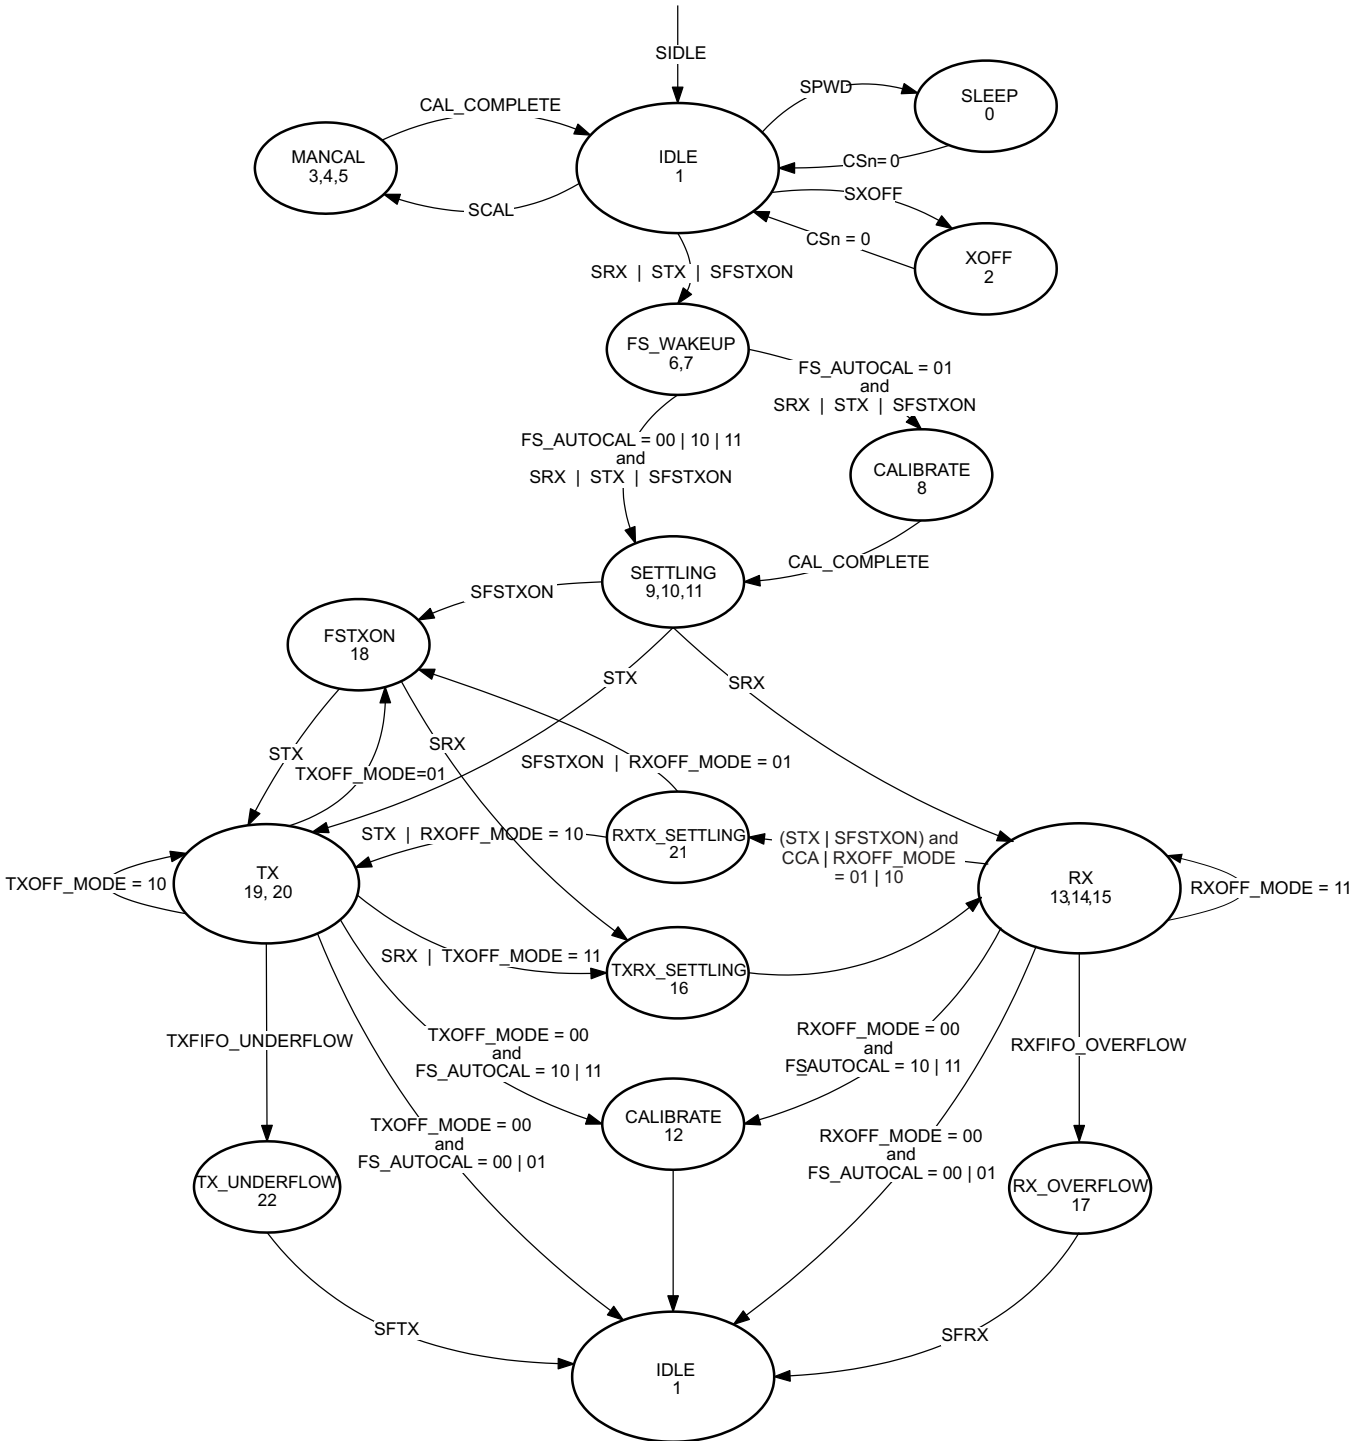 SIDLE
SPWD
SLEEP
0
CAL_COMPLETE
MANCAL
3,4,5
IDLE
1
CSn= 0
SXOFF
SCAL
CSn = 0
XOFF
2
SRX | STX | SFSTXON
FS_WAKEUP
6,7
FS_AUTOCAL = 01
and
SRX | STX | SFSTXON
FS_AUTOCAL = 00 | 10 | 11
and
SRX | STX | SFSTXON
CALIBRATE
8
CAL_COMPLETE
SETTLING
9,10,11
SFSTXON
FSTXON
18
STX
SRX
STX
SRX
TXOFF_MODE=01
SFSTXON | RXOFF_MODE = 01
STX | RXOFF_MODE = 10
RXTX_SETTLING
21
(STX | SFSTXON) and
CCA | RXOFF_MODE
= 01 | 10
TXOFF_MODE = 10
TX
19, 20
RX
13,14,15
RXOFF_MODE = 11
SRX | TXOFF_MODE = 11
TXRX_SETTLING
16
TXFIFO_UNDERFLOW
TXOFF_MODE = 00
and
FS_AUTOCAL = 10 | 11
RXOFF_MODE = 00
and
FS_AUTOCAL = 10 | 11
RXFIFO_OVERFLOW
CALIBRATE
12
TXOFF_MODE = 00
and
FS_AUTOCAL = 00 | 01
RXOFF_MODE = 00
and
FS_AUTOCAL = 00 | 01
TX_UNDERFLOW
22
RX_OVERFLOW
17
SFTX
SFRX
IDLE
1